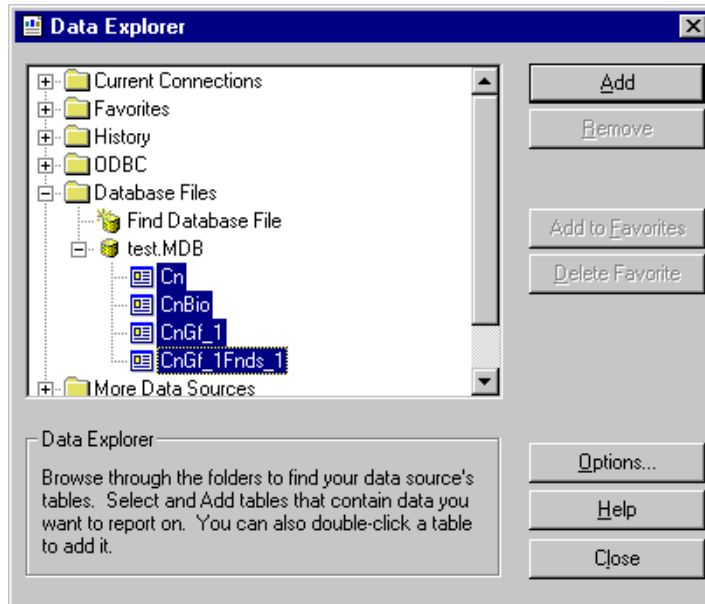 Data Explorer
Current Connections
Favorites
History
ODBC
Database Files
Find Database File
test.MDB
Cn
CnBio
CnGf_1
CnGf_1Fnds_1
More Data Sources
Add
Remove
Add to Favorites
Delete Favorite
Data Explorer
Browse through the folders to find your data source's
tables.  Select and Add tables that contain data you
want to report on.  You can also double-click a table
to add it.
Options...
Help
Close